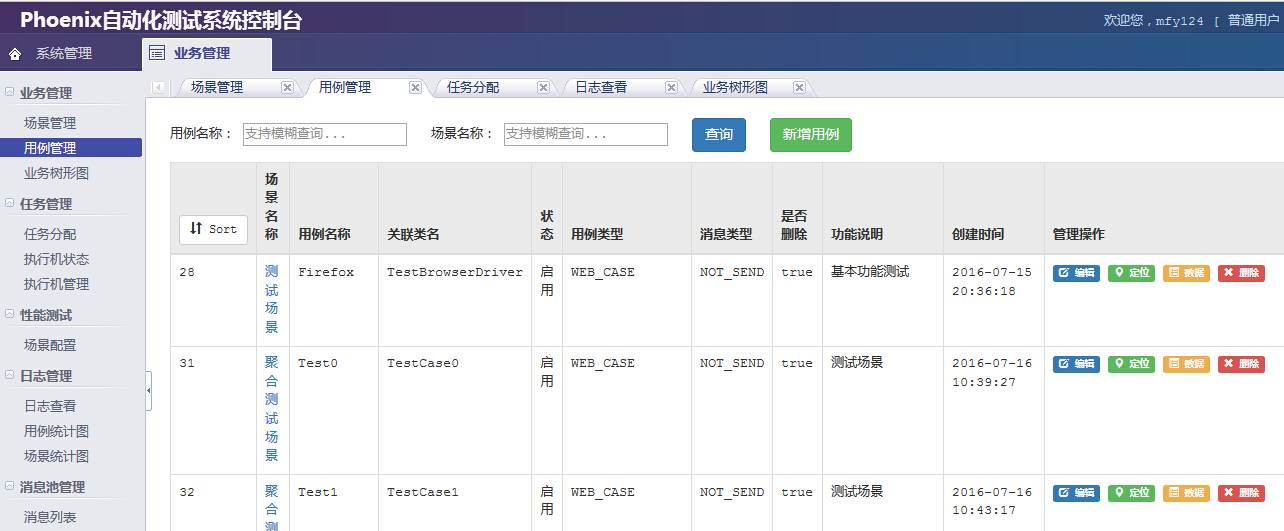 Phoenix自动化测试系统控制台
欢迎您，mfy124 [ 普通用户
系统管理
业务管理
业务管理
场景管理
用例管理
业务树形图
任务管理
任务分配
执行机状态
执行机管理
性能测试
场景配置
日志管理
日志查看
用例统计图
场景统计图
消息池管理
消息列表
场景管理
用例管理
任务分配
日志查看
业务树形图
用例名称：
支持模糊查询...
场景名称：
支持模糊查询...
查询
新增用例
Sort
场景名称
用例名称
关联类名
状态
用例类型
消息类型
是否
删除
功能说明
创建时间
管理操作
28
测试场景
Firefox
TestBrowserDriver
启用
WEB_CASE
NOT_SEND
true
基本功能测试
2016-07-15
20:36:18
编辑
定位
数据
删除
31
聚合测试场景
Test0
TestCase0
启用
WEB_CASE
NOT_SEND
true
测试场景
2016-07-16
10:39:27
编辑
定位
数据
删除
32
聚合测
Test1
TestCase1
启用
WEB_CASE
NOT_SEND
true
测试场景
2016-07-16
10:43:17
编辑
定位
数据
删除